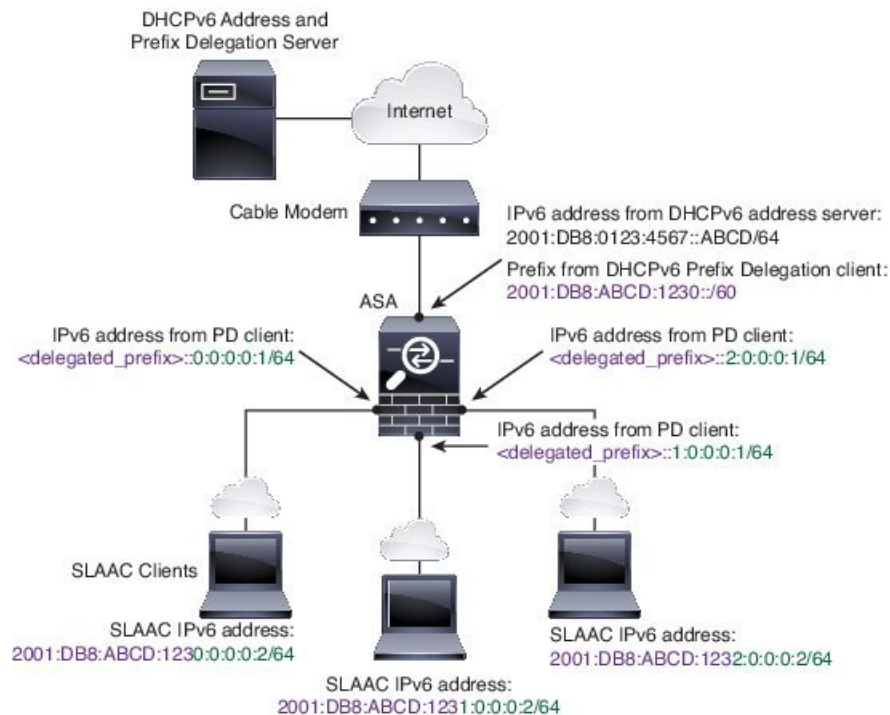 DHCPv6 Address and
Prefix Delegation Server
Internet
Cable Modem
IPv6 address from DHCPv6 address server:
2001:DB8:0123:4567::ABCD/64
Prefix from DHCPv6 Prefix Delegation client:
2001:DB8:ABCD:1230::/60
ASA
IPv6 address from PD client:
<delegated_prefix>::0:0:0:0:1/64
IPv6 address from PD client:
<delegated_prefix>::2:0:0:0:1/64
IPv6 address from PD client:
<delegated_prefix>::1:0:0:0:1/64
SLAAC Clients
SLAAC IPv6 address:
2001:DB8:ABCD:1230:0:0:0:2/64
SLAAC IPv6 address:
2001:DB8:ABCD:1231:0:0:0:2/64
SLAAC IPv6 address:
2001:DB8:ABCD:1232:0:0:0:2/64